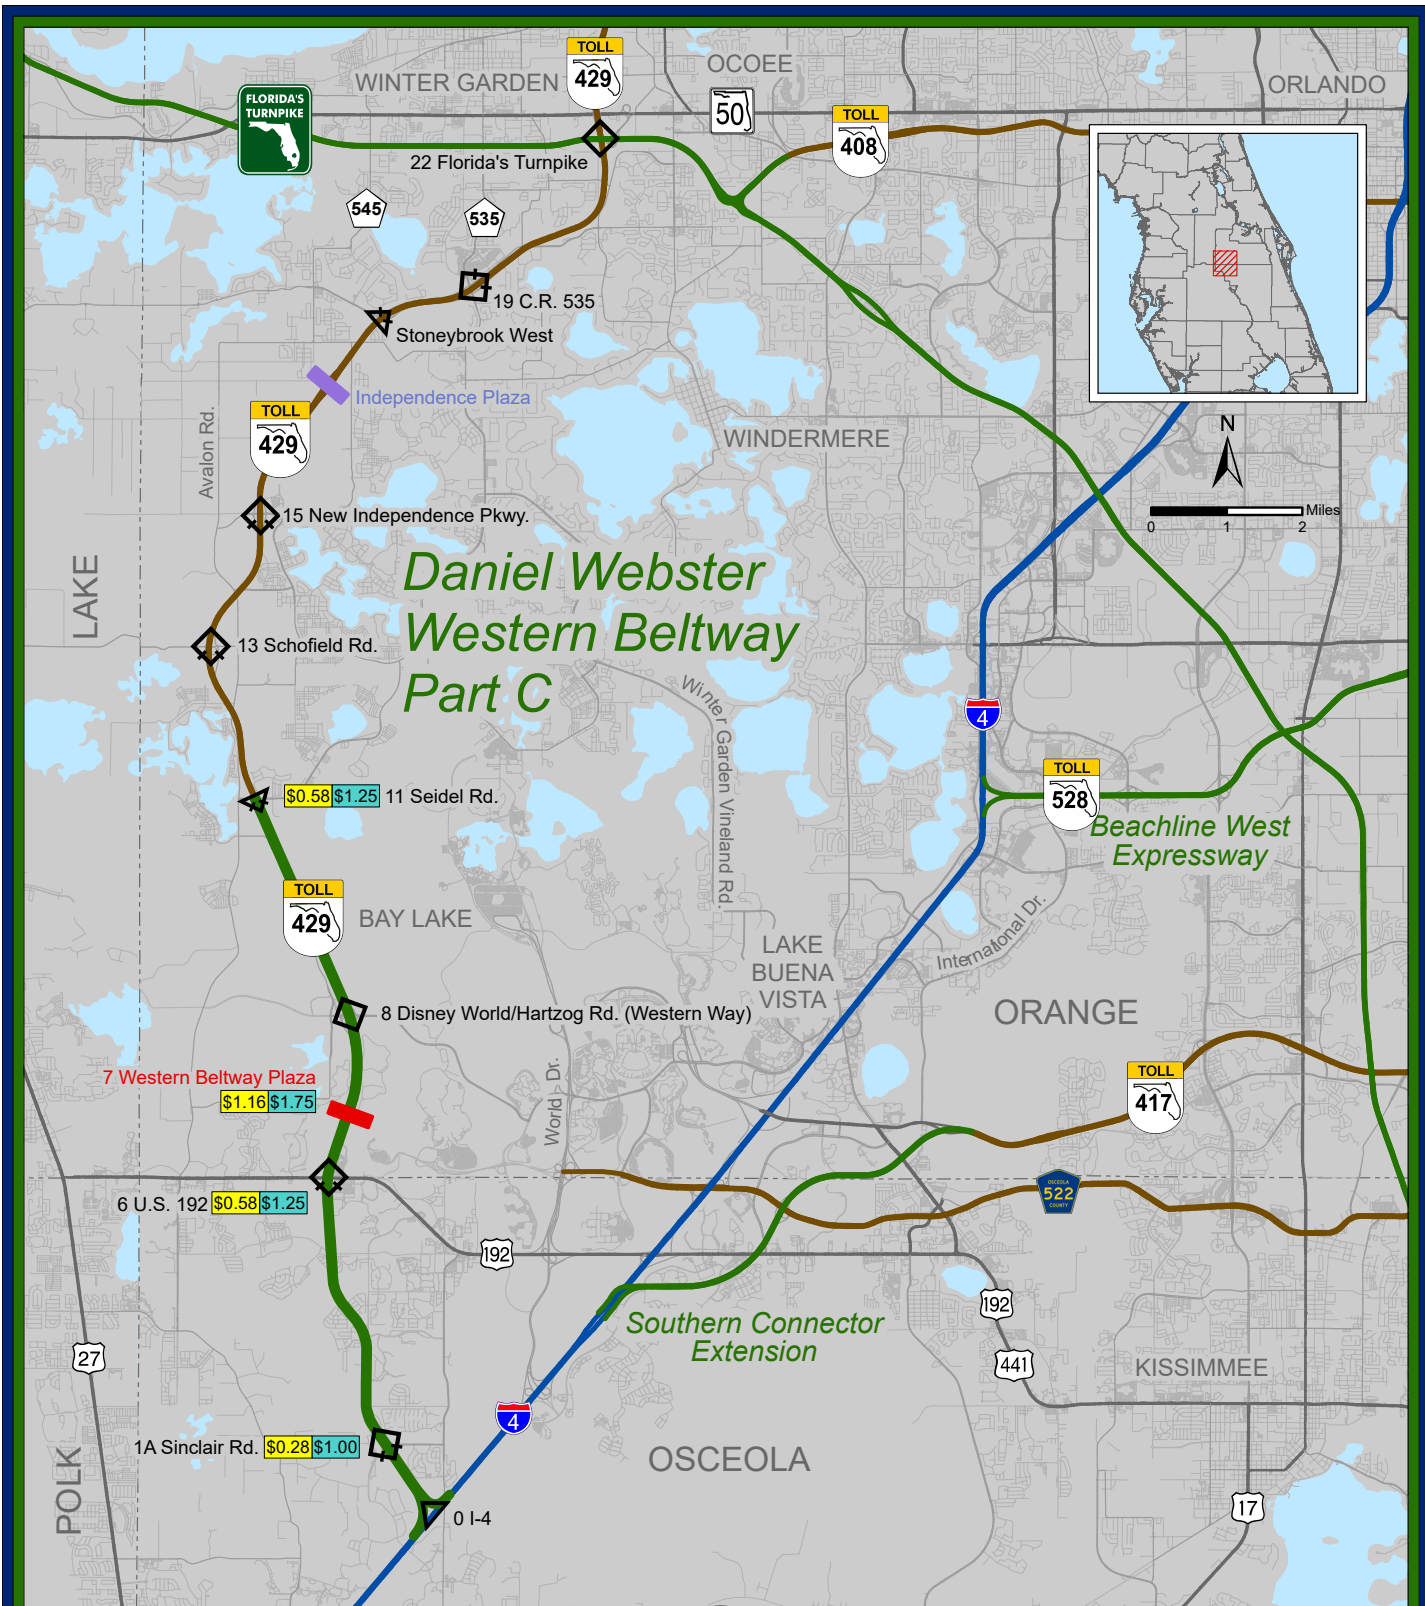 TOLL
429
WINTER GARDEN
OCOEE
50
ORLANDO
FLORIDA'S
TURNPIKE
TOLL
408
22 Florida's Turnpike
545
535
19 C.R. 535
Stoneybrook West
Independence Plaza
TOLL
429
Avalon Rd.
WINDERMERE
N
Miles
0 1 2
15 New Independence Pkwy.
LAKE
Daniel Webster
Western Beltway
Part C
13 Schofield Rd.
Winter Garden Vineland Rd.
4
$0.58 $1.25 11 Seidel Rd.
TOLL
528
Beachline West
Expressway
TOLL
429
BAY LAKE
LAKE
BUENA
VISTA
International Dr.
8 Disney World/Hartzog Rd. (Western Way)
ORANGE
7 Western Beltway Plaza
$1.16 $1.75
World Dr.
TOLL
417
6 U.S. 192 $0.58 $1.25
OSCEOLA
522
COUNTY
192
192
Southern Connector
Extension
27
441
KISSIMMEE
4
1A Sinclair Rd. $0.28 $1.00
OSCEOLA
POLK
0 I-4
17